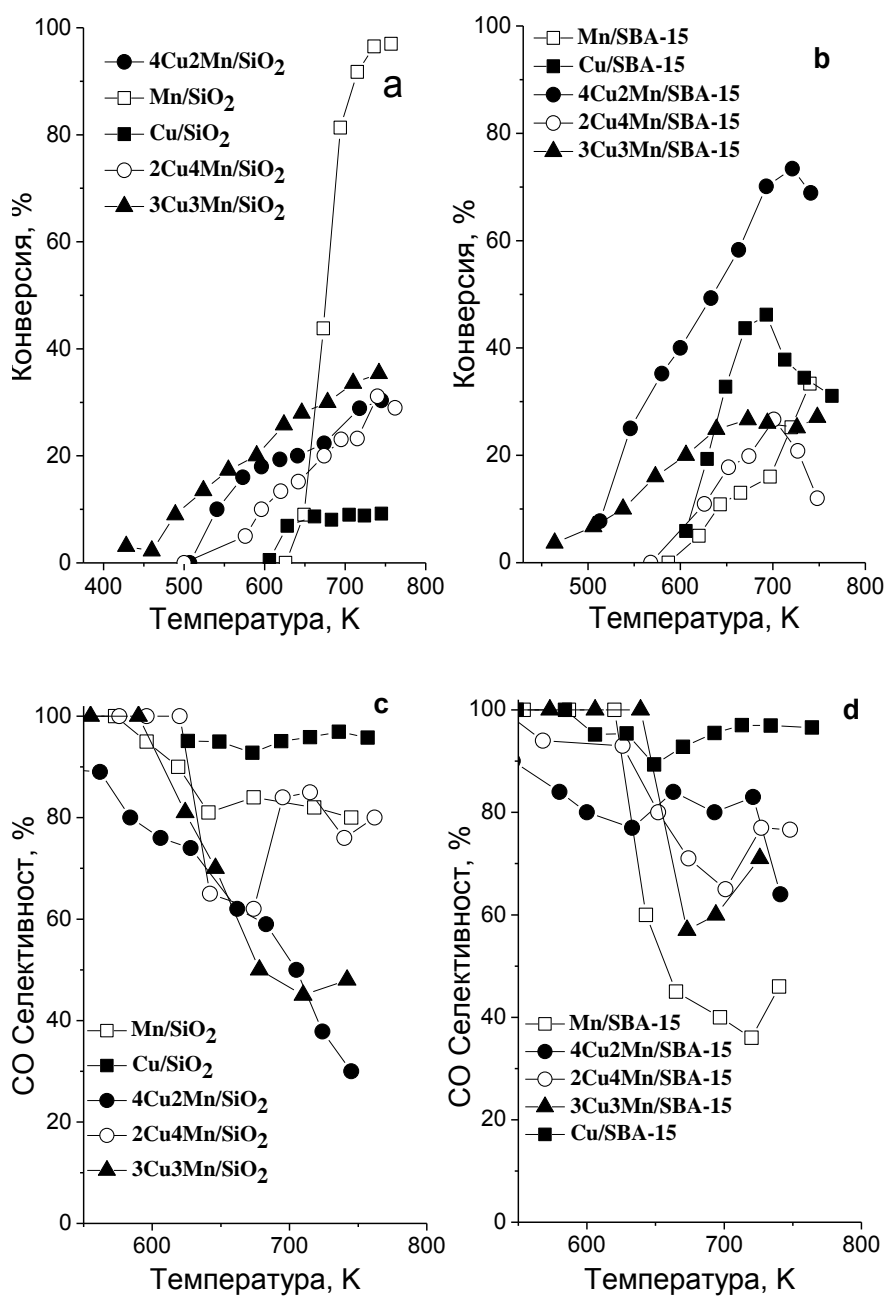 4Cu2Mn/SiO2
Mn/SiO2
Cu/SiO2
2Cu4Mn/SiO2
3Cu3Mn/SiO2
a
100
80
60
40
20
0
Конверсия, %
400 500 600 700 800
Температура, K
Mn/SBA-15
Cu/SBA-15
4Cu2Mn/SBA-15
2Cu4Mn/SBA-15
3Cu3Mn/SBA-15
b
100
80
60
40
20
0
Конверсия, %
500 600 700 800
Температура, K
c
100
80
60
40
20
0
СО Селективност, %
Mn/SiO2
Cu/SiO2
4Cu2Mn/SiO2
2Cu4Mn/SiO2
3Cu3Mn/SiO2
600 700 800
Температура, K
d
100
80
60
40
20
0
СО Селективност, %
Mn/SBA-15
4Cu2Mn/SBA-15
2Cu4Mn/SBA-15
3Cu3Mn/SBA-15
Cu/SBA-15
600 700 800
Температура, K